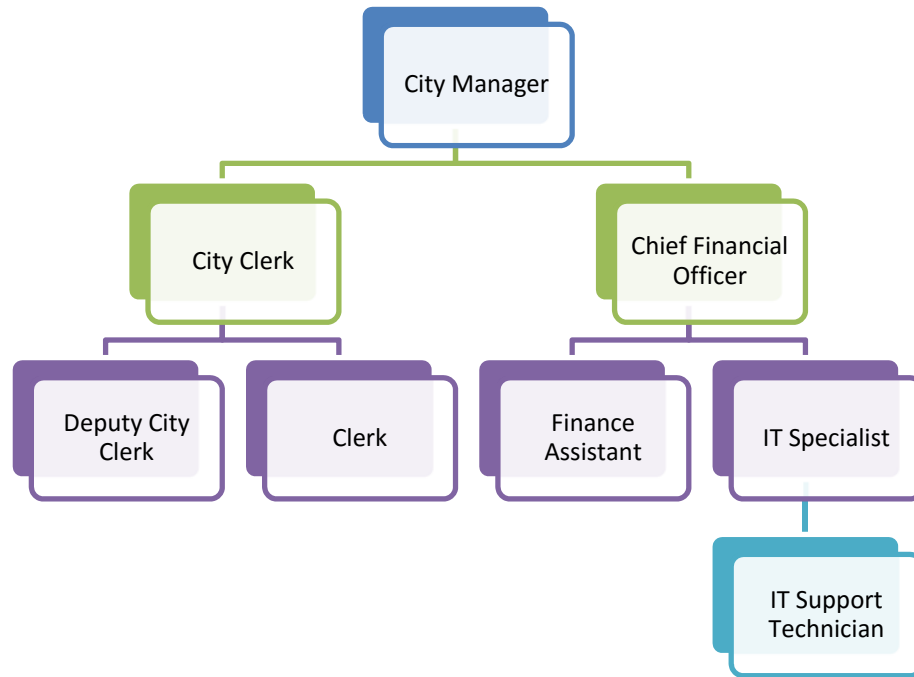 City Manager
City Clerk
Chief Financial
Officer
Deputy City
Clerk
Clerk
Finance
Assistant
IT Specialist
IT Support
Technician